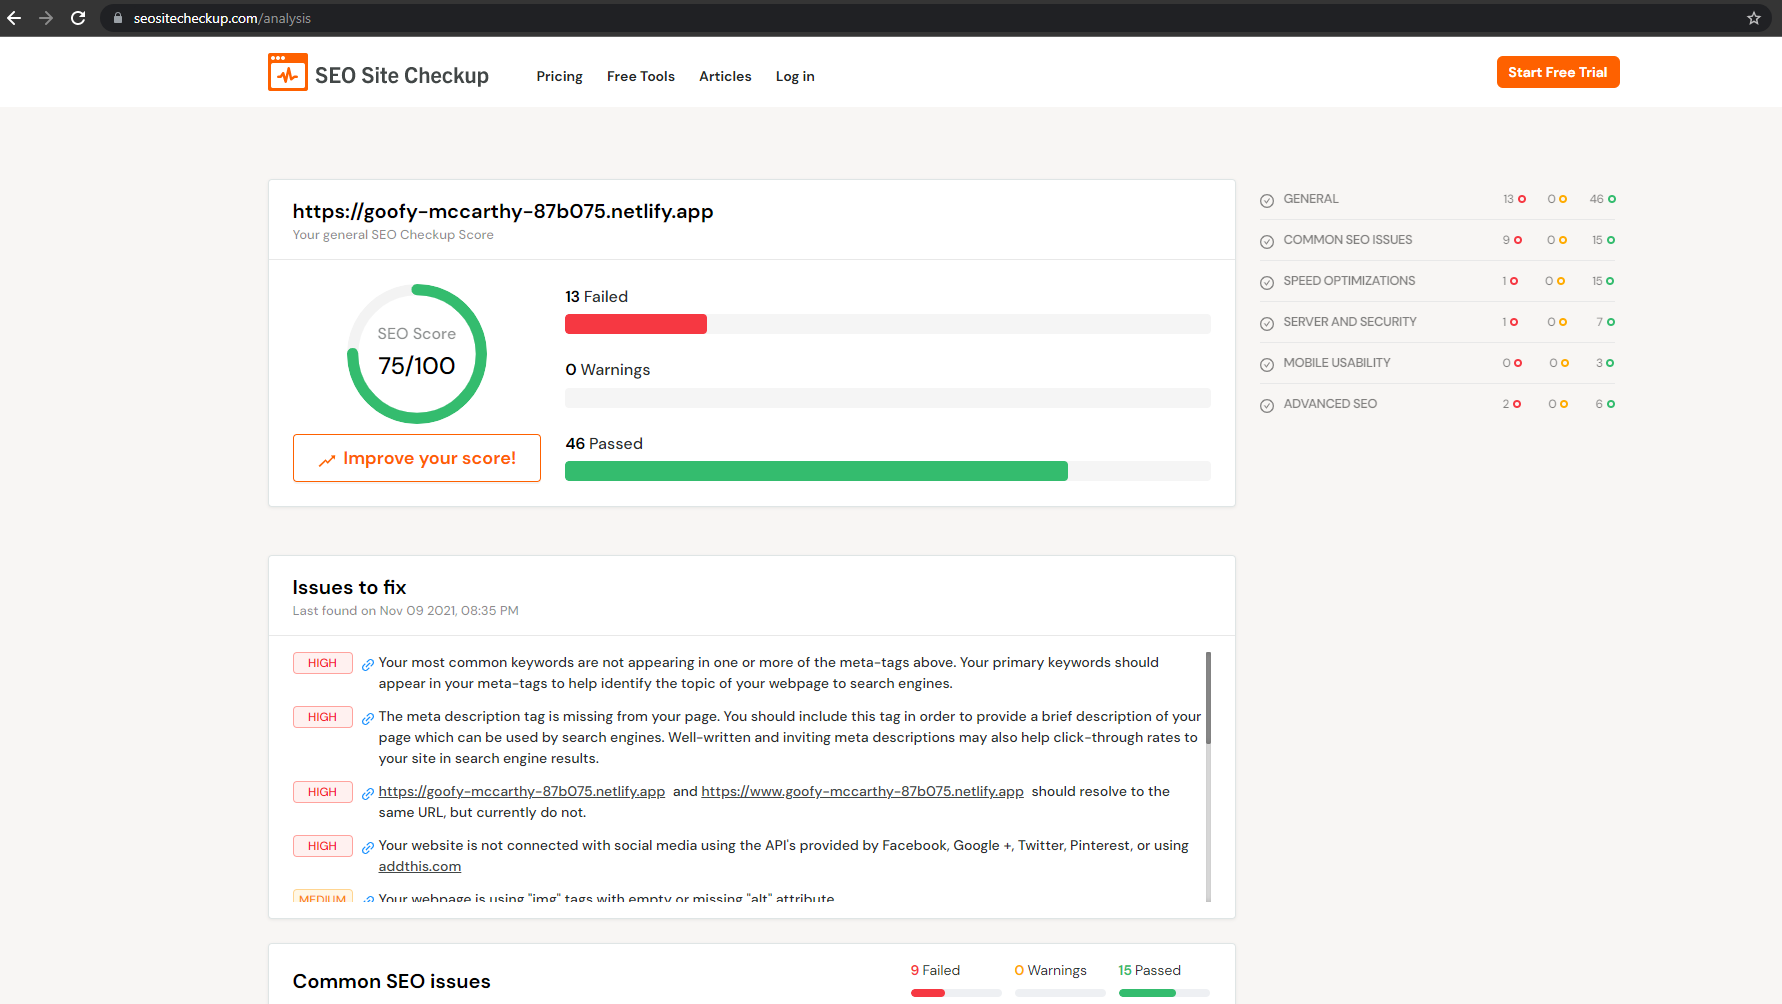 seositecheckup.com/analysis
SEO Site Checkup
Pricing Free Tools Articles Log in
Start Free Trial
https://goofy-mccarthy-87b075.netlify.app
Your general SEO Checkup Score
SEO Score
75/100
Improve your score!
13 Failed
0 Warnings
46 Passed
GENERAL 13 0 46
COMMON SEO ISSUES 9 0 15
SPEED OPTIMIZATIONS 1 0 15
SERVER AND SECURITY 1 0 7
MOBILE USABILITY 0 0 3
ADVANCED SEO 2 0 6
Issues to fix
Last found on Nov 09 2021, 08:35 PM
HIGH Your most common keywords are not appearing in one or more of the meta-tags above. Your primary keywords should
appear in your meta-tags to help identify the topic of your webpage to search engines.
HIGH The meta description tag is missing from your page. You should include this tag in order to provide a brief description of your
page which can be used by search engines. Well-written and inviting meta descriptions may also help click-through rates to
your site in search engine results.
HIGH https://goofy-mccarthy-87b075.netlify.app and https://www.goofy-mccarthy-87b075.netlify.app should resolve to the
same URL, but currently do not.
HIGH Your website is not connected with social media using the API's provided by Facebook, Google +, Twitter, Pinterest, or using
addthis.com
MEDIUM Your webpage is using "img" tags with empty or missing "alt" attribute.
Common SEO issues
9 Failed 0 Warnings 15 Passed